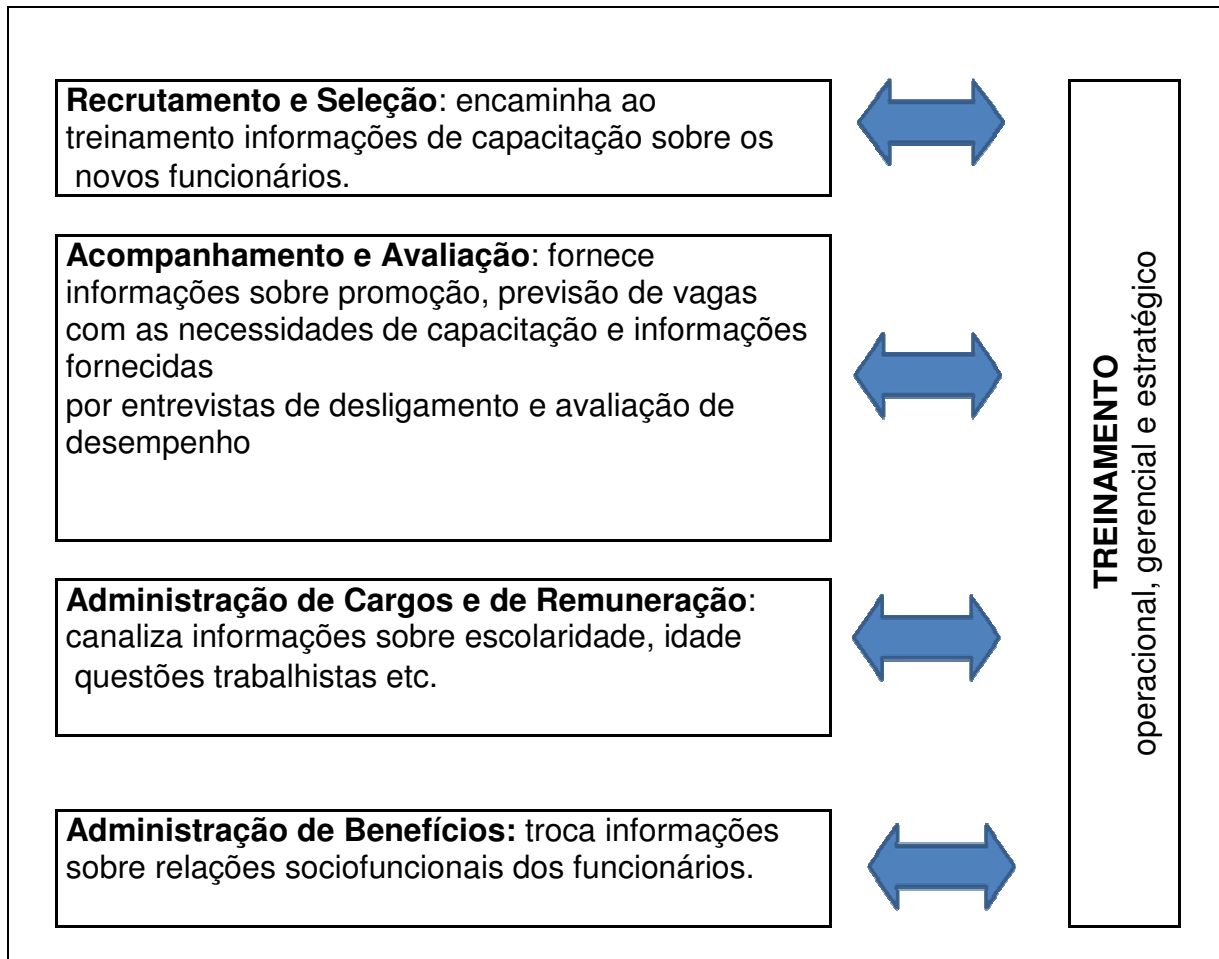 Recrutamento e Seleção: encaminha ao
treinamento informações de capacitação sobre os
novos funcionários.
Acompanhamento e Avaliação: fornece
informações sobre promoção, previsão de vagas
com as necessidades de capacitação e informações
fornecidas
por entrevistas de desligamento e avaliação de
desempenho
Administração de Cargos e de Remuneração:
canaliza informações sobre escolaridade, idade
questões trabalhistas etc.
Administração de Benefícios: troca informações
sobre relações sociofuncionais dos funcionários.
TREINAMENTO
operacional, gerencial e estratégico